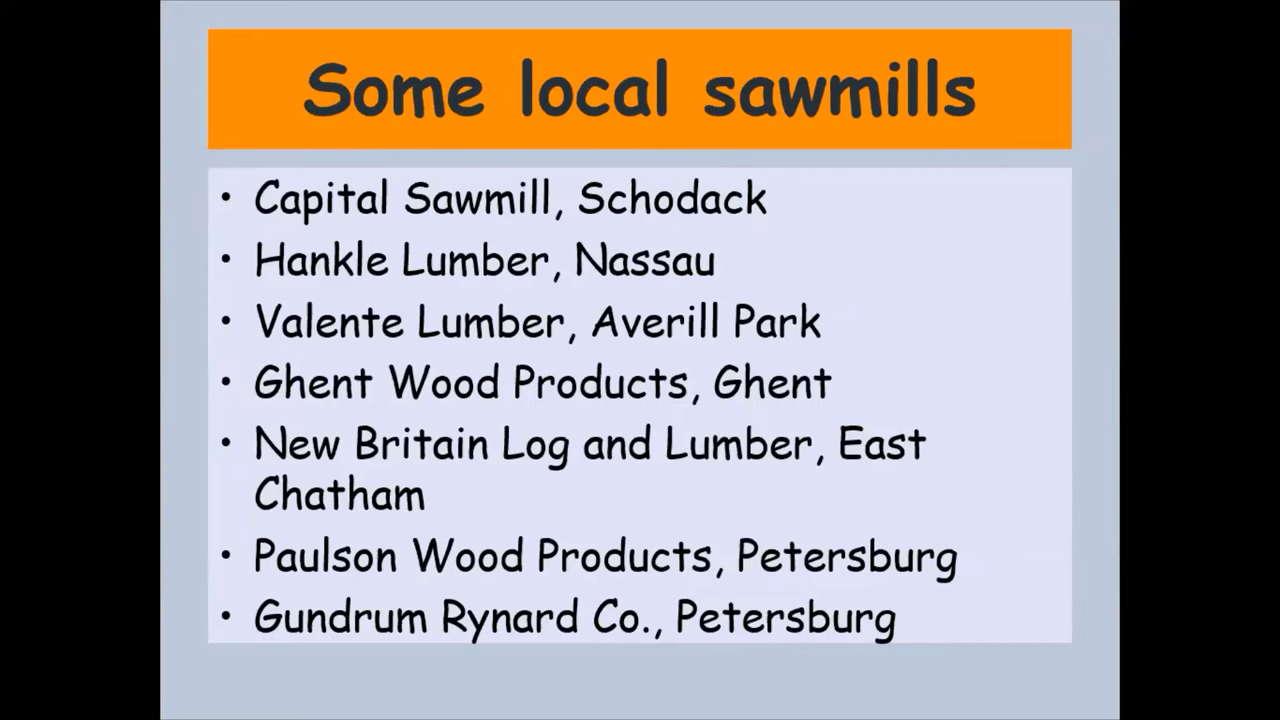 Some local sawmills
• Capital Sawmill, Schodack
• Hankle Lumber, Nassau
• Valente Lumber, Averill Park
• Ghent Wood Products, Ghent
• New Britain Log and Lumber, East
Chatham
• Paulson Wood Products, Petersburg
• Gundrum Rynard Co., Petersburg